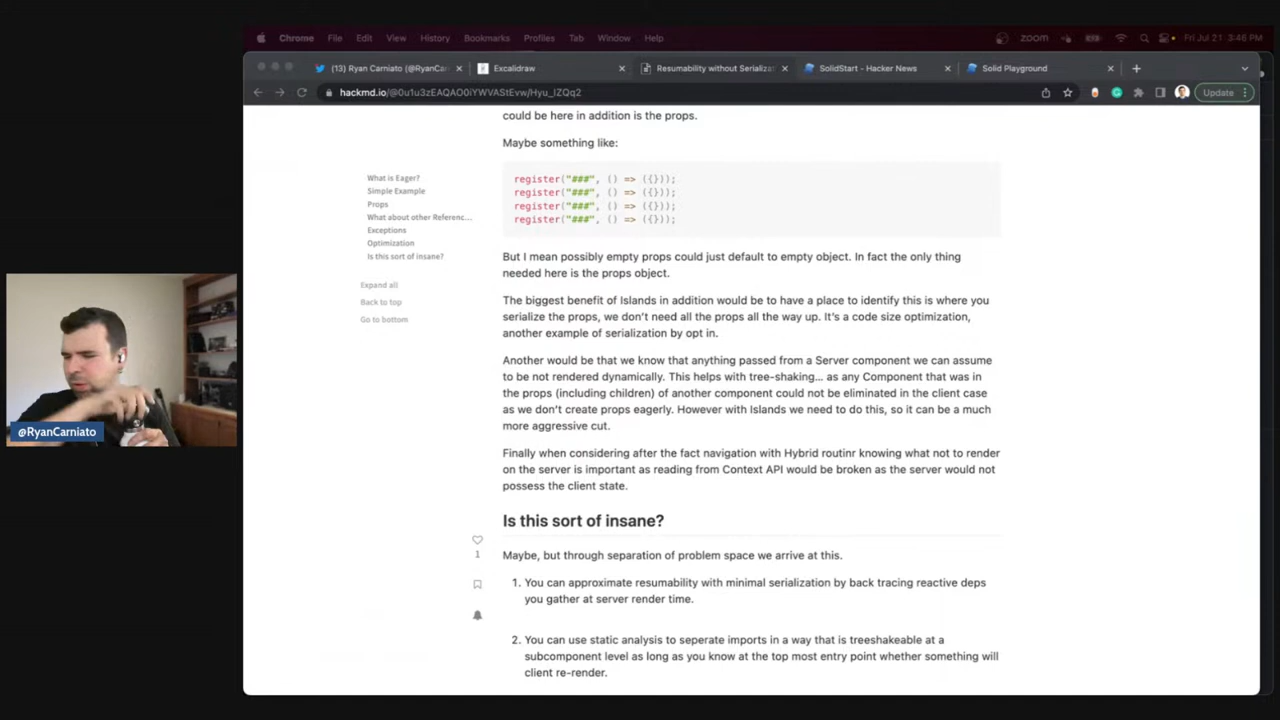 Chrome File Edit View History Bookmarks Profiles Tab Window Help zoom Fri Jul 21 3:46 PM
(13) Ryan Carniato (@RyanCar Excalidraw Resumability without Serializat SolidStart - Hacker News Solid Playground
hackmd.io/@0u1u3zEAQAO0iYWVAStEvw/Hyu_IZQq2 Update
could be here in addition is the props.
Maybe something like:
register("###", () => ({}));
register("###", () => ({}));
register("###", () => ({}));
register("###", () => ({}));
What is Eager?
Simple Example
Props
What about other Referenc...
Exceptions
Optimization
Is this sort of insane?
Expand all
Back to top
Go to bottom
But I mean possibly empty props could just default to empty object. In fact the only thing
needed here is the props object.
The biggest benefit of Islands in addition would be to have a place to identify this is where you
serialize the props, we don't need all the props all the way up. It's a code size optimization,
another example of serialization by opt in.
Another would be that we know that anything passed from a Server component we can assume
to be not rendered dynamically. This helps with tree-shaking... as any Component that was in
the props (including children) of another component could not be eliminated in the client case
as we don't create props eagerly. However with Islands we need to do this, so it can be a much
more aggressive cut.
@RyanCarniato
Finally when considering after the fact navigation with Hybrid routinr knowing what not to render
on the server is important as reading from Context API would be broken as the server would not
possess the client state.
Is this sort of insane?
1
Maybe, but through separation of problem space we arrive at this.
1. You can approximate resumability with minimal serialization by back tracing reactive deps
you gather at server render time.
2. You can use static analysis to seperate imports in a way that is treeshakeable at a
subcomponent level as long as you know at the top most entry point whether something will
client re-render.